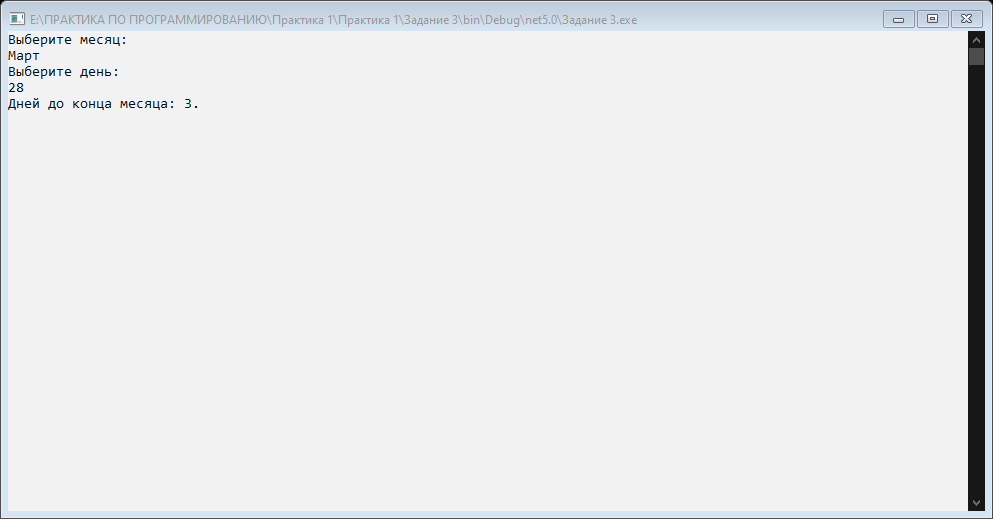 E:\ПРАКТИКА ПО ПРОГРАММИРОВАНИЮ\Практика 1\Практика 1\Задание 3\bin\Debug\net5.0\Задание 3.exe
Выберите месяц:
Март
Выберите день:
28
Дней до конца месяца: 3.